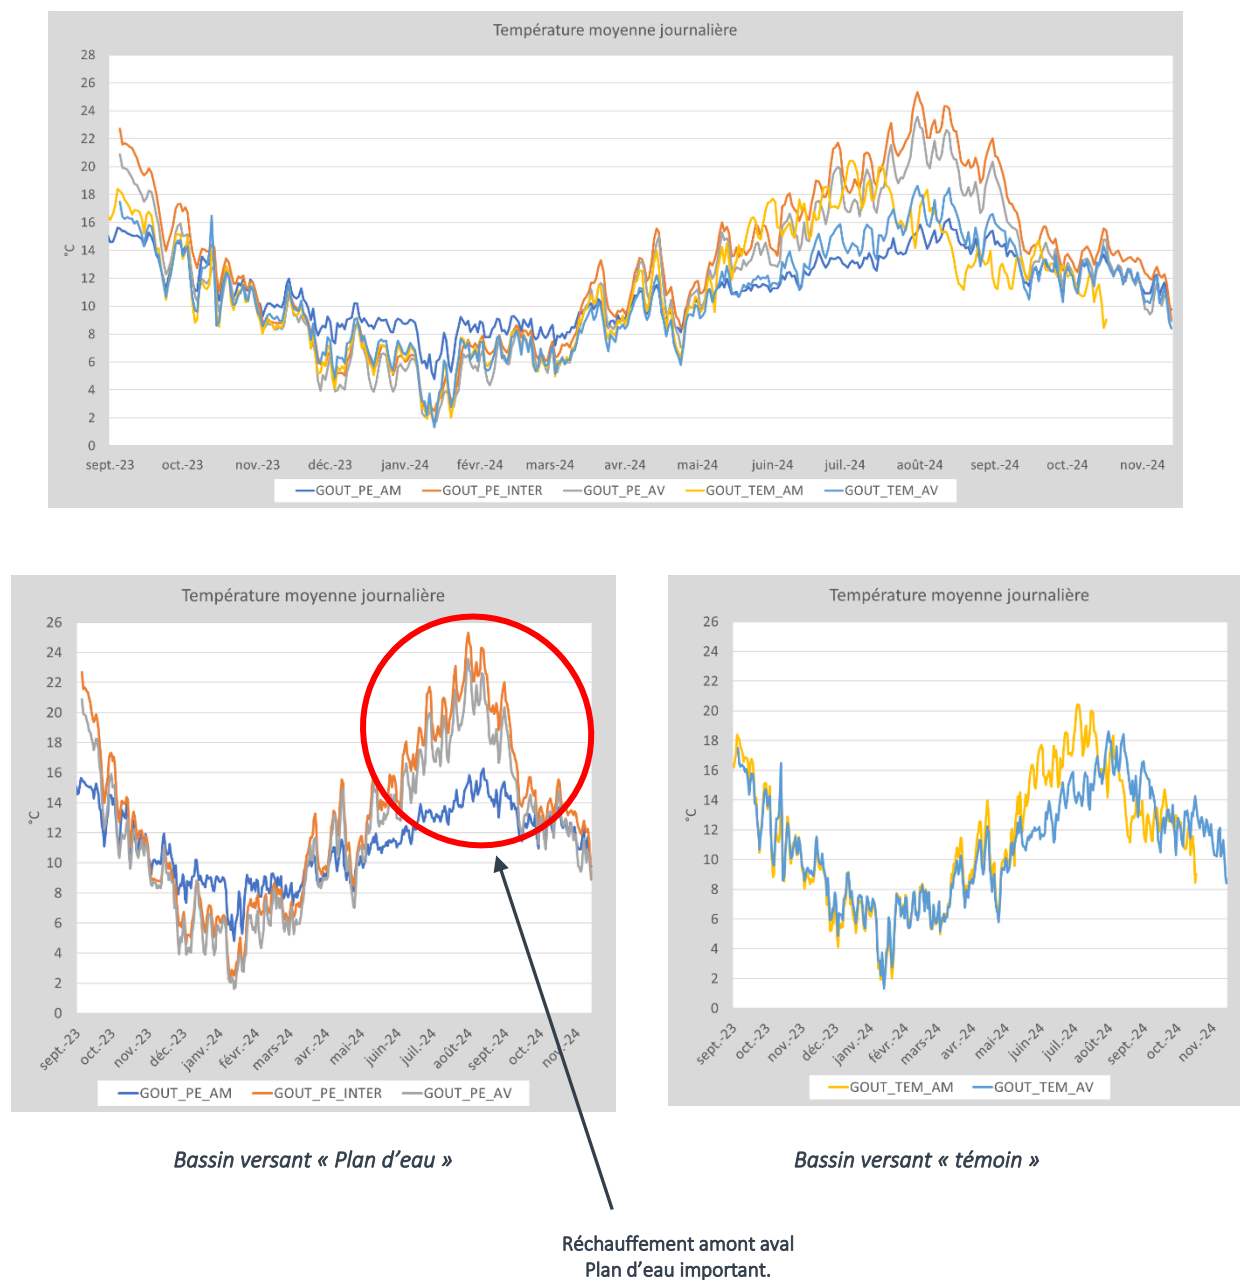 Température moyenne journalière
28
26
24
22
20
18
16
14
12
10
8
6
4
2
0
°C
sept.-23 oct.-23 nov.-23 déc.-23 janv.-24 févr.-24 mars-24 avr.-24 mai-24 juin-24 juil.-24 août-24 sept.-24 oct.-24 nov.-24
GOUT_PE_AM GOUT_PE_INTER GOUT_PE_AV GOUT_TEM_AM GOUT_TEM_AV
Température moyenne journalière
26
24
22
20
18
16
14
12
10
8
6
4
2
0
°C
sept.-23 oct.-23 nov.-23 déc.-23 janv.-24 févr.-24 mars-24 avr.-24 mai-24 juin-24 juil.-24 août-24 sept.-24 oct.-24 nov.-24
GOUT_PE_AM GOUT_PE_INTER GOUT_PE_AV
Bassin versant « Plan d’eau »
Température moyenne journalière
26
24
22
20
18
16
14
12
10
8
6
4
2
0
°C
sept.-23 oct.-23 nov.-23 déc.-23 janv.-24 févr.-24 mars-24 avr.-24 mai-24 juin-24 juil.-24 août-24 sept.-24 oct.-24 nov.-24
GOUT_TEM_AM GOUT_TEM_AV
Bassin versant « témoin »
Réchauffement amont aval
Plan d’eau important.